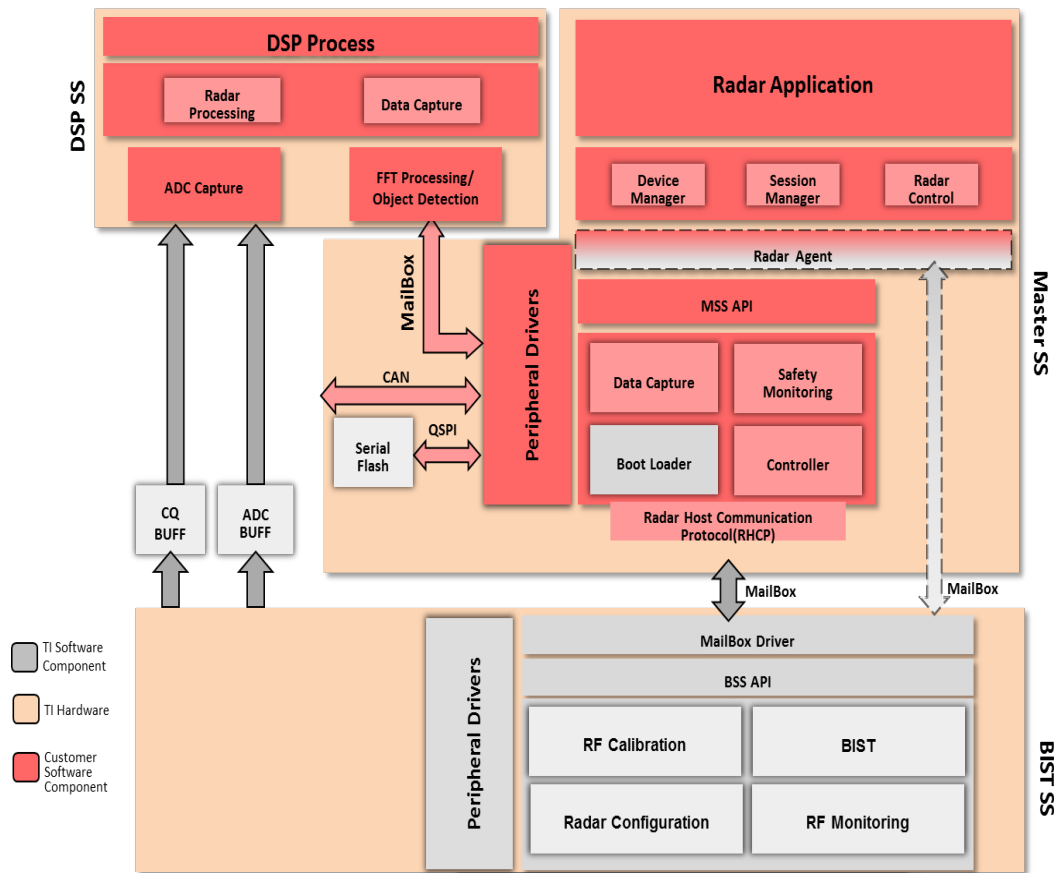 DSP SS
DSP Process
Radar
Processing
Data Capture
ADC Capture
FFT Processing/
Object Detection
Master SS
Radar Application
Device
Manager
Session
Manager
Radar
Control
Radar Agent
Peripheral Drivers
MSS API
Data Capture
Safety
Monitoring
Boot Loader
Controller
Radar Host Communication
Protocol(RHCP)
MailBox
CAN
QSPI
Serial
Flash
CQ
BUFF
ADC
BUFF
MailBox
MailBox
BIST SS
Peripheral Drivers
MailBox Driver
BSS API
RF Calibration
BIST
Radar Configuration
RF Monitoring
TI Software
Component
TI Hardware
Customer
Software
Component